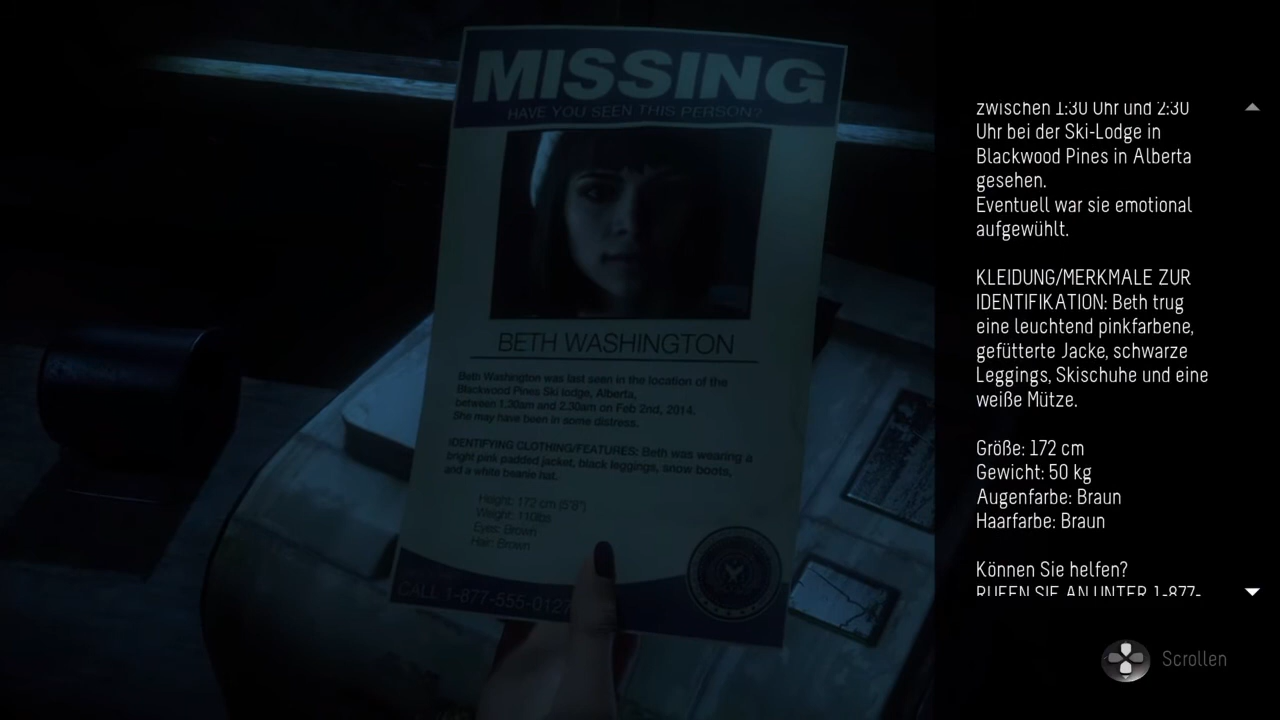 MISSING
HAVE YOU SEEN THIS PERSON?
BETH WASHINGTON
Beth Washington was last seen in the location of the
Blackwood Pines Ski lodge, Alberta,
between 1.30am and 2.30am on Feb 2nd, 2014.
She may have been in some distress.
IDENTIFYING CLOTHING/FEATURES: Beth was wearing a
bright pink padded jacket, black leggings, snow boots,
and a white beanie hat.
Height: 172 cm (5'8")
Weight: 110lbs
Eyes: Brown
Hair: Brown
CALL 1-877-555-0127
zwischen 1:30 Uhr und 2:30
Uhr bei der Ski-Lodge in
Blackwood Pines in Alberta
gesehen.
Eventuell war sie emotional
aufgewühlt.
KLEIDUNG/MERKMALE ZUR
IDENTIFIKATION: Beth trug
eine leuchtend pinkfarbene,
gefütterte Jacke, schwarze
Leggings, Skischuhe und eine
weiße Mütze.
Größe: 172 cm
Gewicht: 50 kg
Augenfarbe: Braun
Haarfarbe: Braun
Können Sie helfen?
RUFEN SIE AN UNTER 1-877-
Scrollen